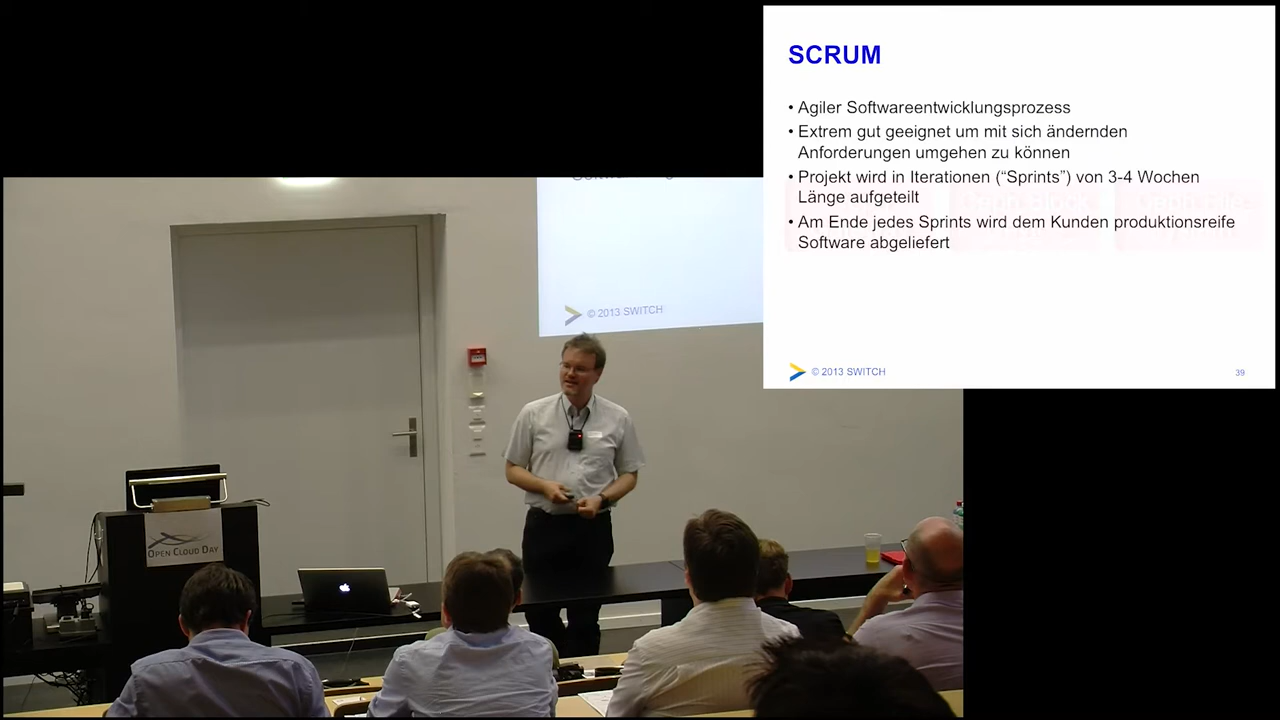 SCRUM
• Agiler Softwareentwicklungsprozess
• Extrem gut geeignet um mit sich ändernden
Anforderungen umgehen zu können
• Projekt wird in Iterationen (“Sprints”) von 3-4 Wochen
Länge aufgeteilt
• Am Ende jedes Sprints wird dem Kunden produktionsreife
Software abgeliefert
© 2013 SWITCH
39
© 2013 SWITCH
OPEN CLOUD DAY